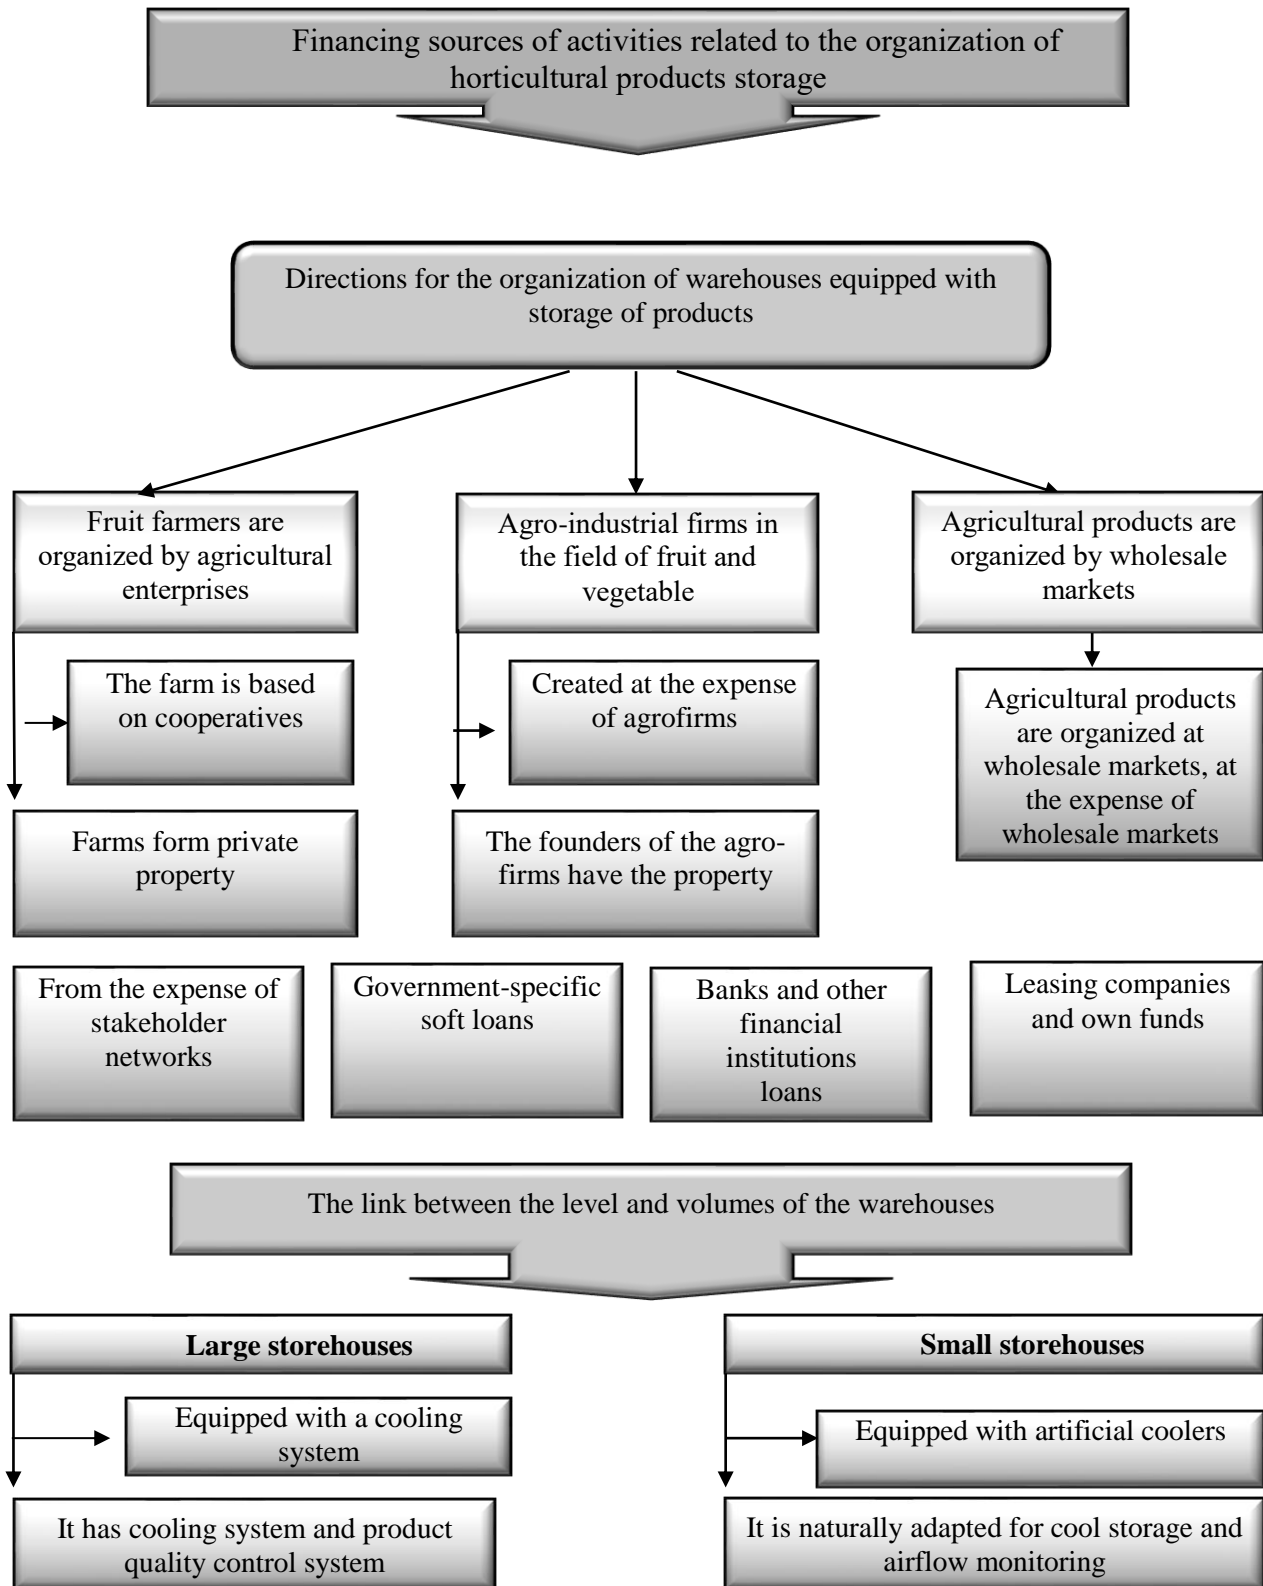 Financing sources of activities related to the organization of
horticultural products storage
Directions for the organization of warehouses equipped with
storage of products
Fruit farmers are
organized by agricultural
enterprises
Agro-industrial firms in
the field of fruit and
vegetable
Agricultural products are
organized by wholesale
markets
The farm is based
on cooperatives
Created at the expense
of agrofirms
Agricultural products
are organized at
wholesale markets, at
the expense of
wholesale markets
Farms form private
property
The founders of the agro-
firms have the property
From the expense of
stakeholder
networks
Government-specific
soft loans
Banks and other
financial
institutions
loans
Leasing companies
and own funds
The link between the level and volumes of the warehouses
Large storehouses
Small storehouses
Equipped with a cooling
system
Equipped with artificial coolers
It has cooling system and product
quality control system
It is naturally adapted for cool storage and
airflow monitoring